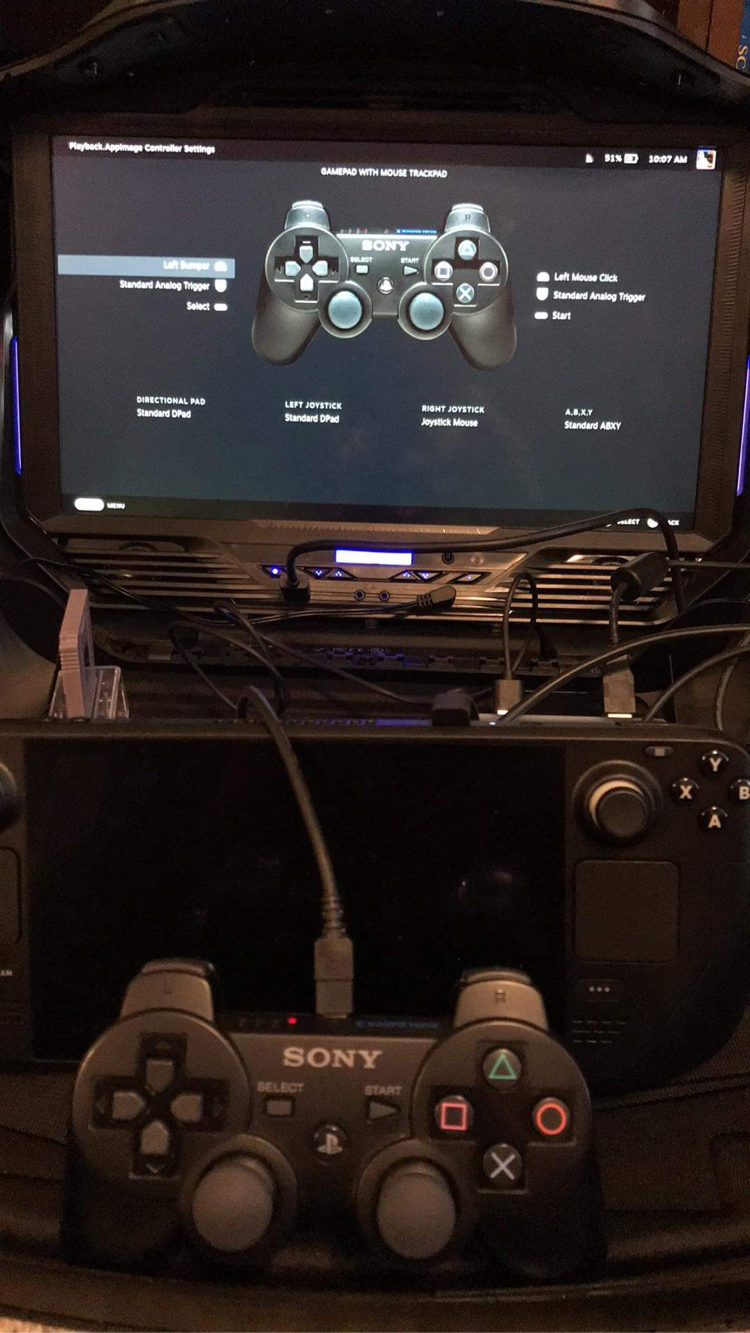 SC
Playback.AppImage Controller Settings
51%
10:07 AM
GAMEPAD WITH MOUSE TRACKPAD
SONY
SELECT
START
Left Bumper
Standard Analog Trigger
Select
Left Mouse Click
Standard Analog Trigger
Start
DIRECTIONAL PAD
Standard DPad
LEFT JOYSTICK
Standard DPad
RIGHT JOYSTICK
Joystick Mouse
A,B,X,Y
Standard ABXY
MENU
Y
X
B
A
AM
L
R
SONY
SELECT
START